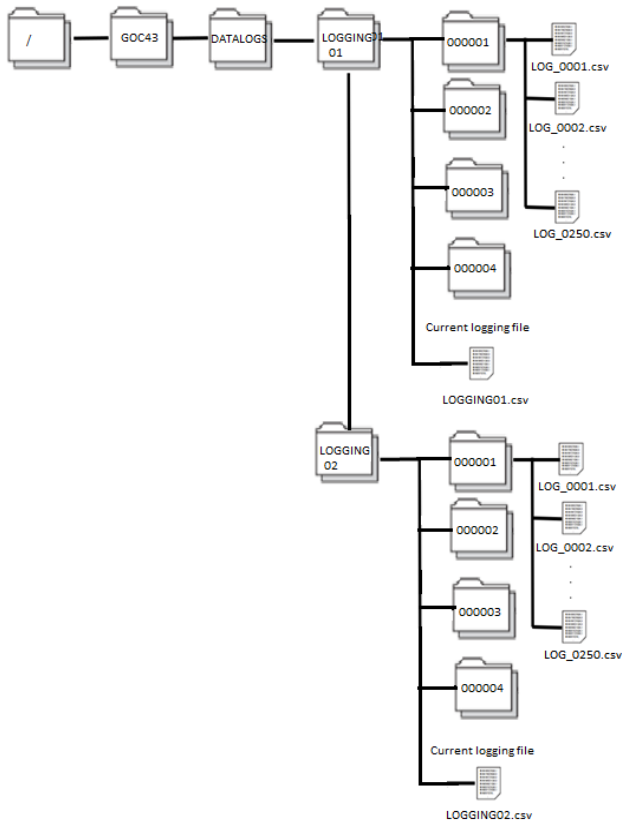 /
GOC43
DATALOGS
LOGGING01
01
000001
LOG_0001.csv
000002
LOG_0002.csv
.
.
.
000003
LOG_0250.csv
000004
Current logging file
LOGGING01.csv
LOGGING
02
000001
LOG_0001.csv
000002
LOG_0002.csv
.
.
.
000003
LOG_0250.csv
000004
Current logging file
LOGGING02.csv